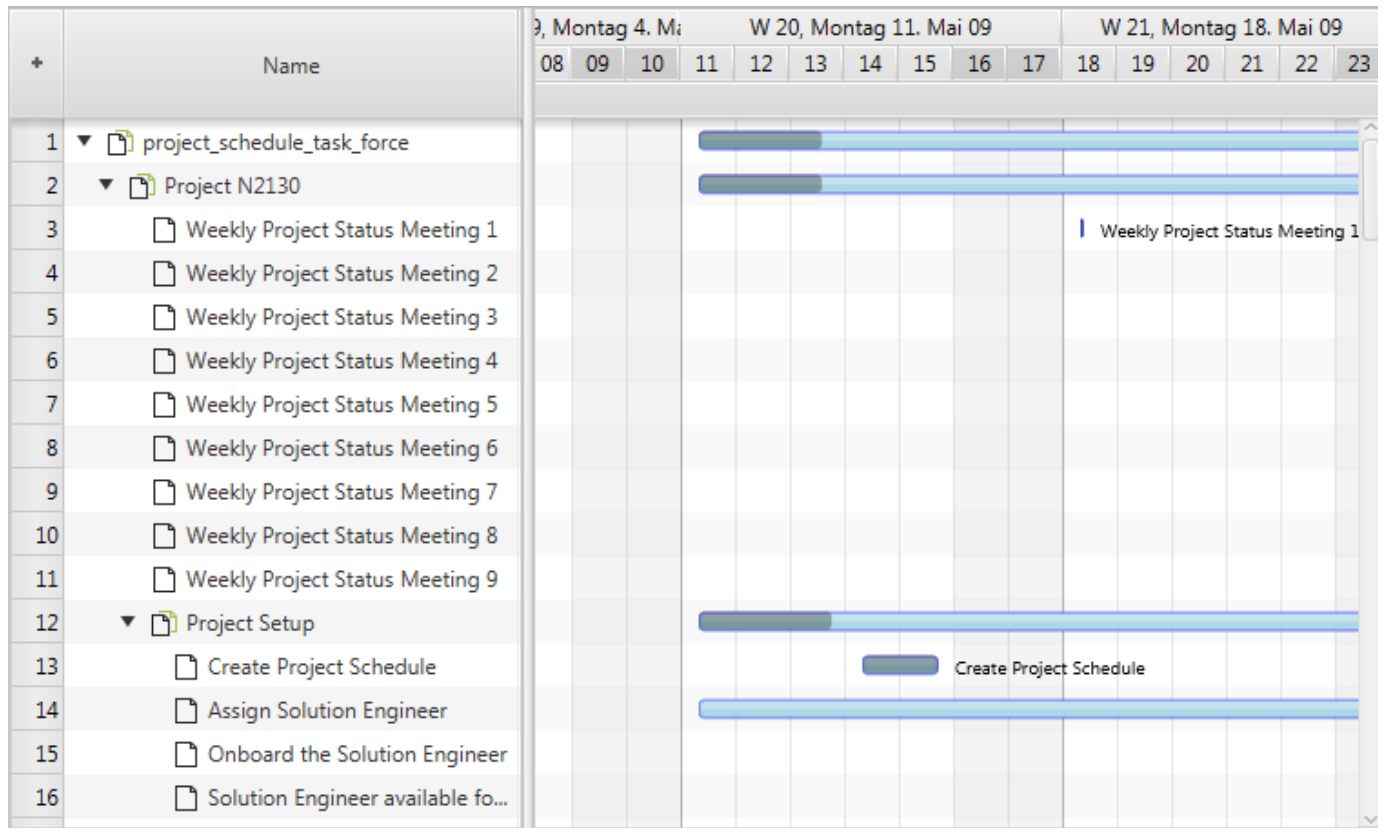 9, Montag 4. Ma W 20, Montag 11. Mai 09 W 21, Montag 18. Mai 09
+ Name 08 09 10 11 12 13 14 15 16 17 18 19 20 21 22 23
1 project_schedule_task_force
2 Project N2130
3 Weekly Project Status Meeting 1 Weekly Project Status Meeting 1
4 Weekly Project Status Meeting 2
5 Weekly Project Status Meeting 3
6 Weekly Project Status Meeting 4
7 Weekly Project Status Meeting 5
8 Weekly Project Status Meeting 6
9 Weekly Project Status Meeting 7
10 Weekly Project Status Meeting 8
11 Weekly Project Status Meeting 9
12 Project Setup
13 Create Project Schedule Create Project Schedule
14 Assign Solution Engineer
15 Onboard the Solution Engineer
16 Solution Engineer available fo...